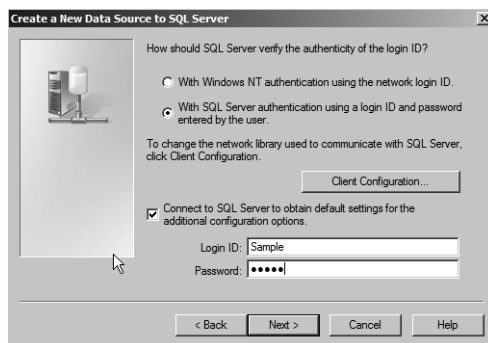 Create a New Data Source to SQL Server
How should SQL Server verify the authenticity of the login ID?
With Windows NT authentication using the network login ID.
With SQL Server authentication using a login ID and password
entered by the user.
To change the network library used to communicate with SQL Server,
click Client Configuration.
Client Configuration...
Connect to SQL Server to obtain default settings for the
additional configuration options.
Login ID: Sample
Password: •••••
< Back Next > Cancel Help